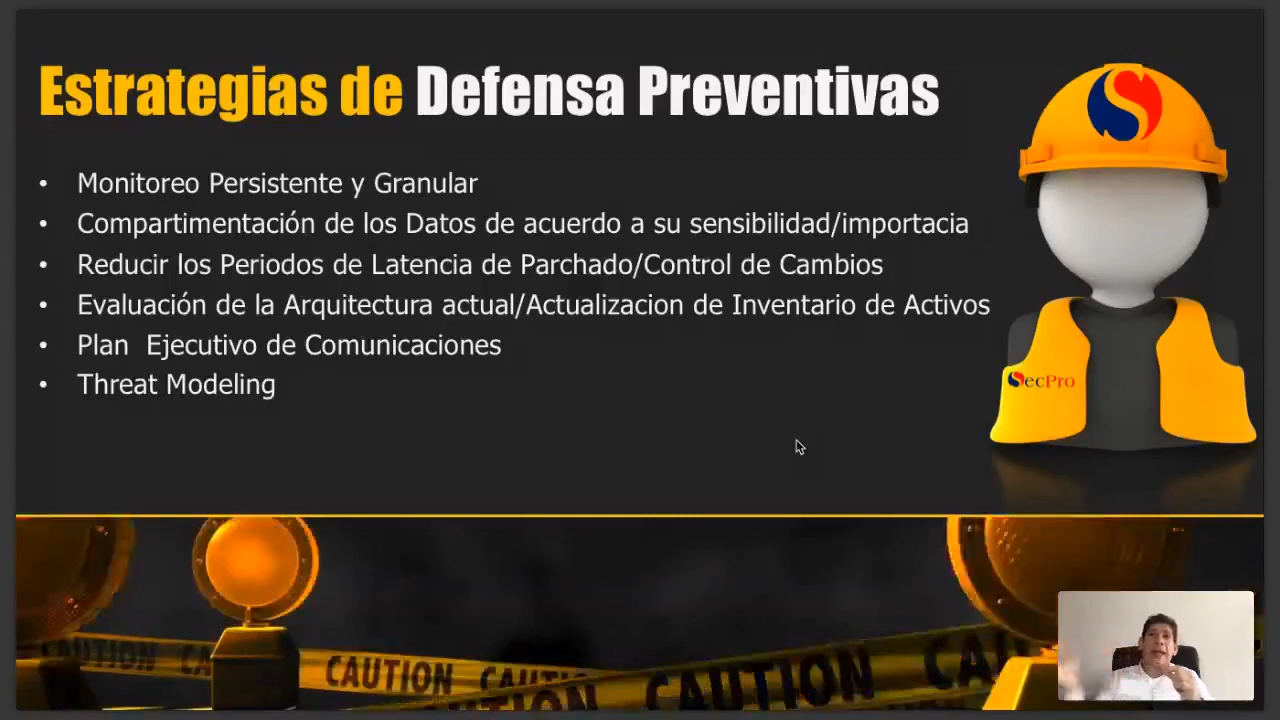 Estrategias de Defensa Preventivas
• Monitoreo Persistente y Granular
• Compartimentación de los Datos de acuerdo a su sensibilidad/importacia
• Reducir los Periodos de Latencia de Parchado/Control de Cambios
• Evaluación de la Arquitectura actual/Actualizacion de Inventario de Activos
• Plan  Ejecutivo de Comunicaciones
• Threat Modeling
SecPro
CAUTION CAUTION CAUTION